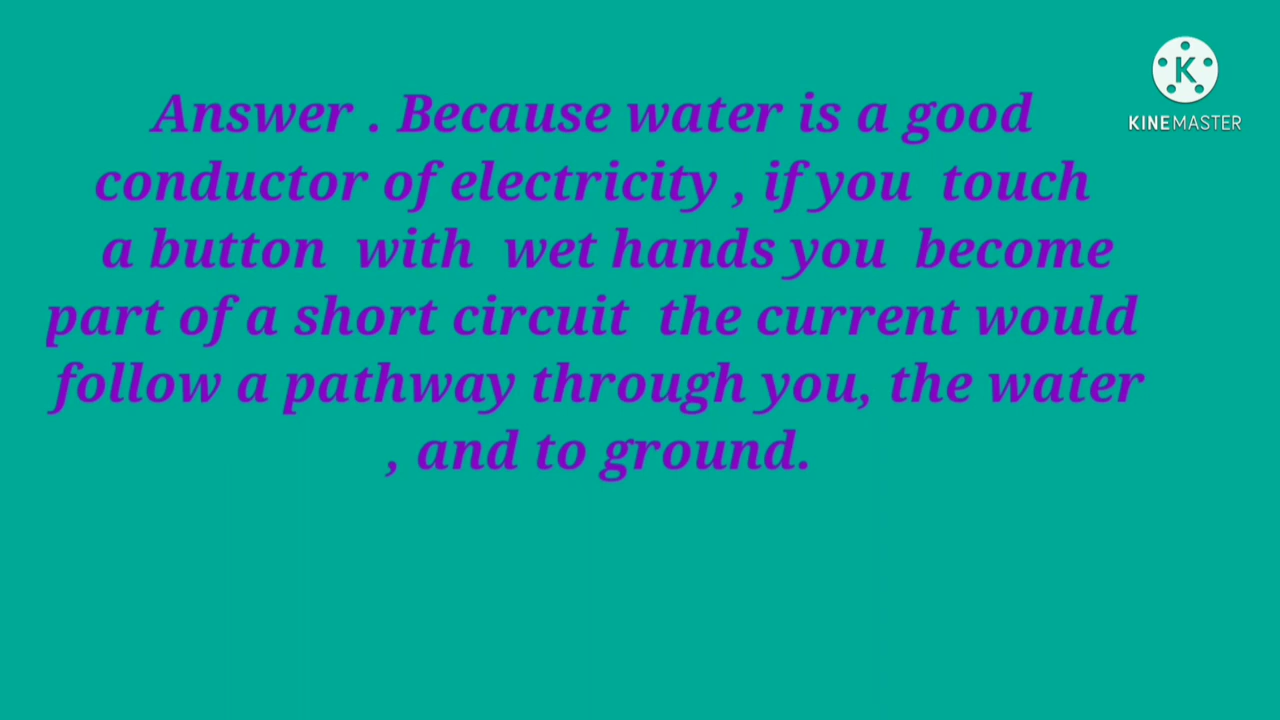 Answer . Because water is a good
conductor of electricity , if you  touch
a button  with  wet hands you  become
part of a short circuit  the current would
follow a pathway through you, the water
, and to ground.
K
KINEMASTER